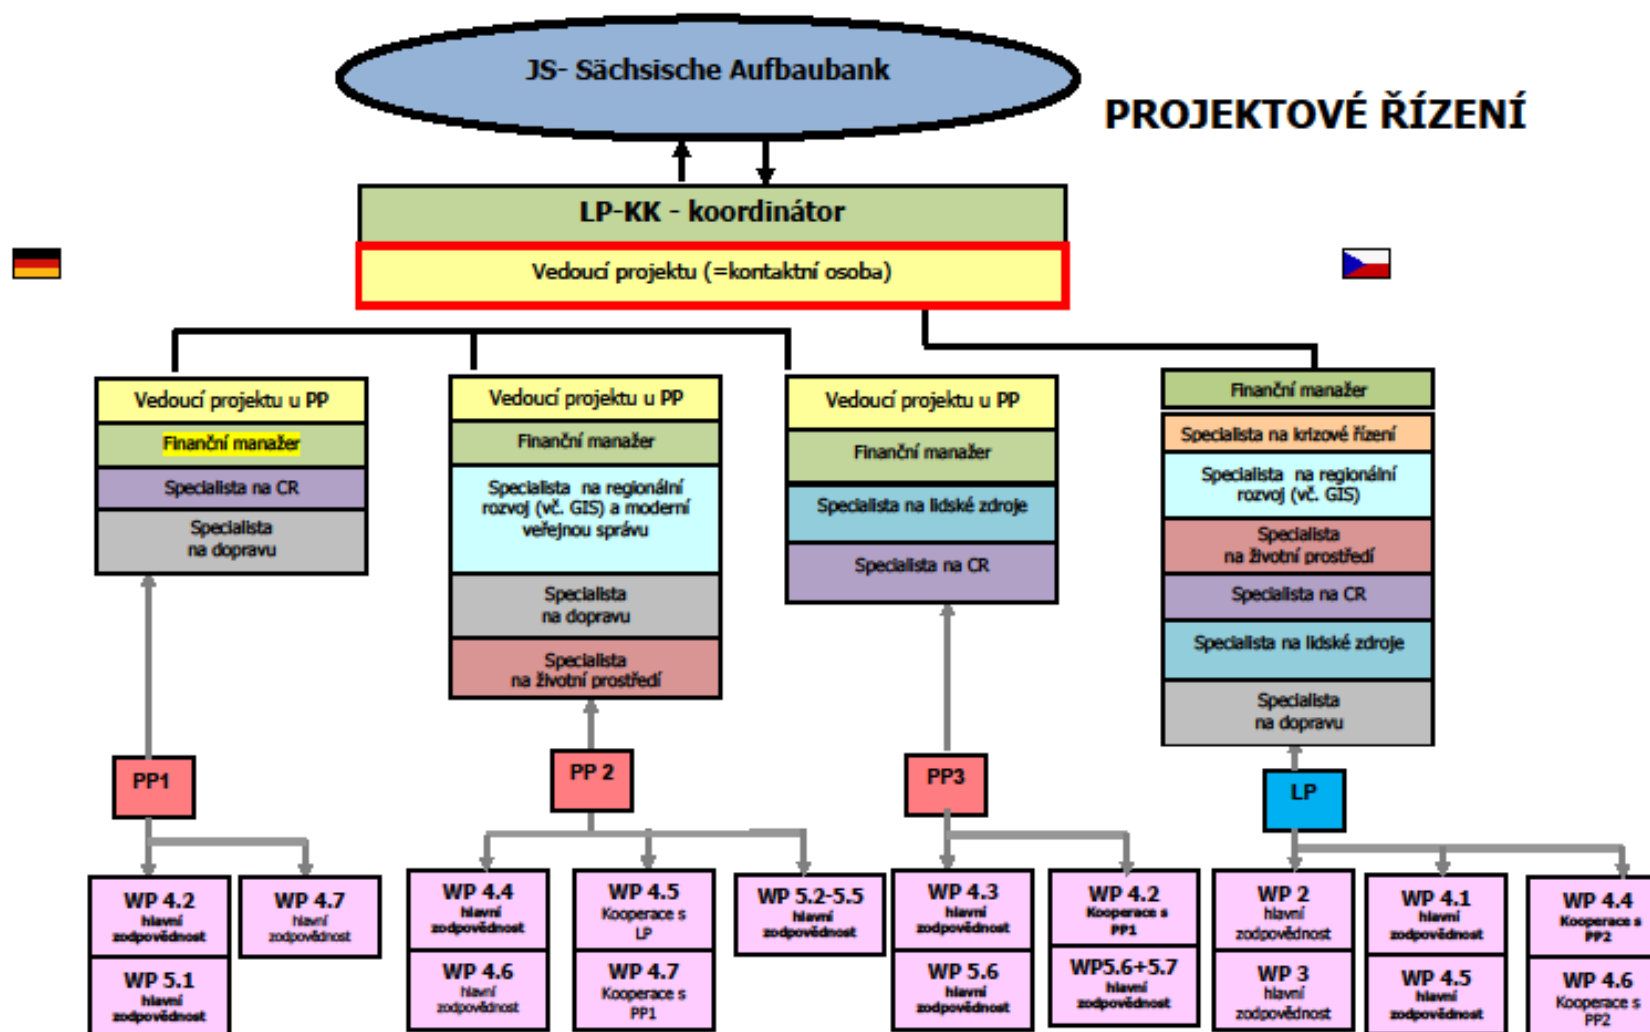 JS- Sächsische Aufbaubank
PROJEKTOVÉ ŘÍZENÍ
LP-KK - koordinátor
Vedoucí projektu (=kontaktní osoba)
Vedoucí projektu u PP
Finanční manažer
Specialista na CR
Specialista
na dopravu
Vedoucí projektu u PP
Finanční manažer
Specialista na regionální
rozvoj (vč. GIS) a moderní
veřejnou správu
Specialista
na dopravu
Specialista
na životní prostředí
Vedoucí projektu u PP
Finanční manažer
Specialista na lidské zdroje
Specialista na CR
Finanční manažer
Specialista na krizové řízení
Specialista na regionální
rozvoj (vč. GIS)
Specialista
na životní prostředí
Specialista na CR
Specialista na lidské zdroje
Specialista
na dopravu
PP1
PP 2
PP3
LP
WP 4.2
hlavní
zodpovědnost
WP 5.1
hlavní
zodpovědnost
WP 4.7
hlavní
zodpovědnost
WP 4.4
hlavní
zodpovědnost
WP 4.6
hlavní
zodpovědnost
WP 4.5
Kooperace s
LP
WP 4.7
Kooperace s
PP1
WP 5.2-5.5
hlavní
zodpovědnost
WP 4.3
hlavní
zodpovědnost
WP 5.6
hlavní
zodpovědnost
WP 4.2
Kooperace s
PP1
WP5.6+5.7
hlavní
zodpovědnost
WP 2
hlavní
zodpovědnost
WP 3
hlavní
zodpovědnost
WP 4.1
hlavní
zodpovědnost
WP 4.5
hlavní
zodpovědnost
WP 4.4
Kooperace s
PP2
WP 4.6
Kooperace s
PP2